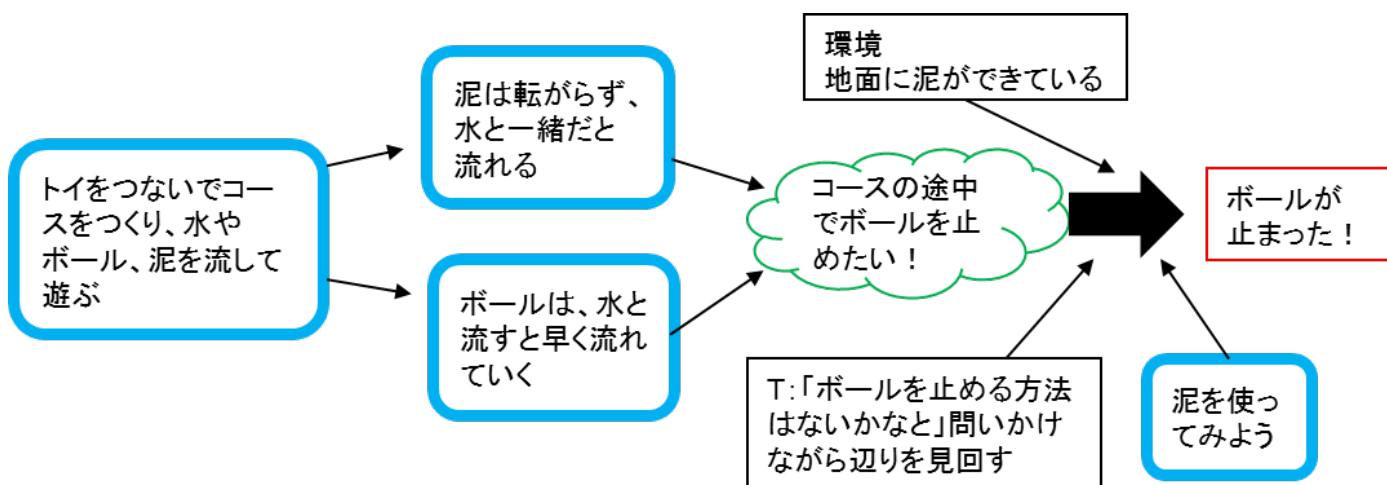 トイをつないでコー
スをつくり、水や
ボール、泥を流して
遊ぶ
泥は転がらず、
水と一緒だと
流れる
ボールは、水と
流すと早く流れ
ていく
コースの途中
でボールを止
めたい！
環境
地面に泥ができている
T:「ボールを止める方法
はないかなと」問いかけ
ながら辺りを見回す
泥を使っ
てみよう
ボールが
止まった！